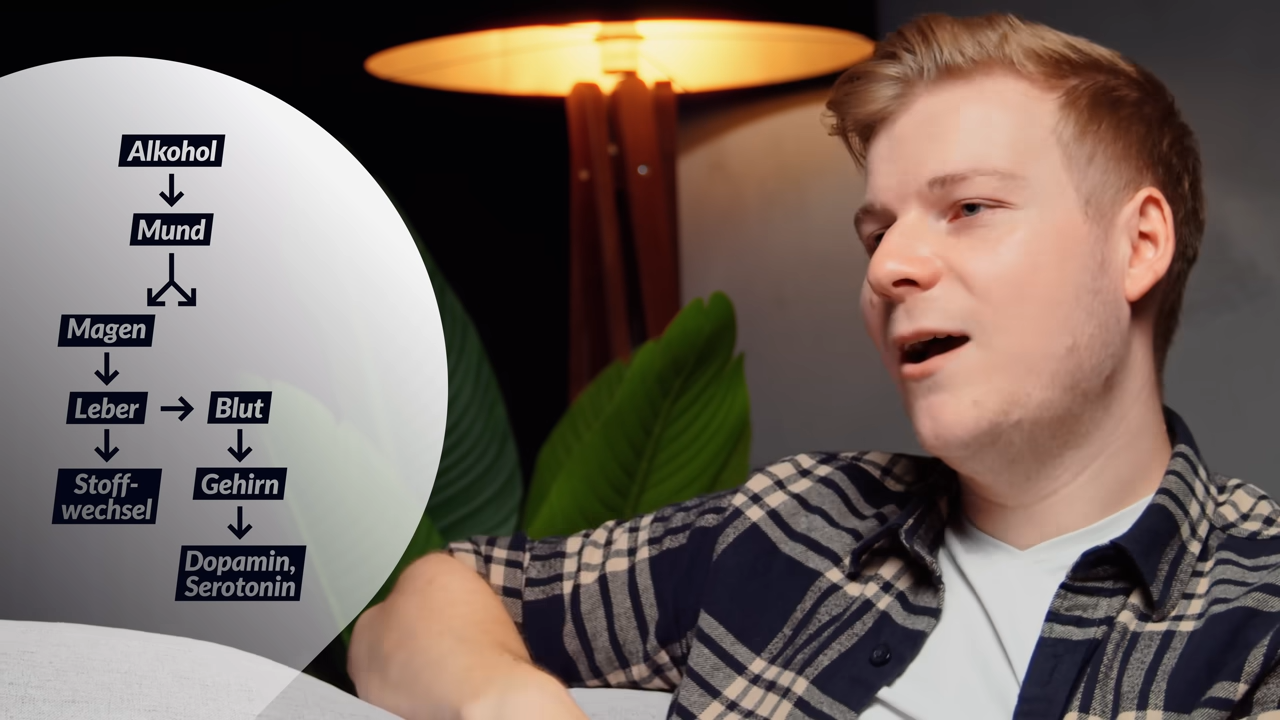 Alkohol
Mund
Magen
Leber
Blut
Stoff-
wechsel
Gehirn
Dopamin,
Serotonin